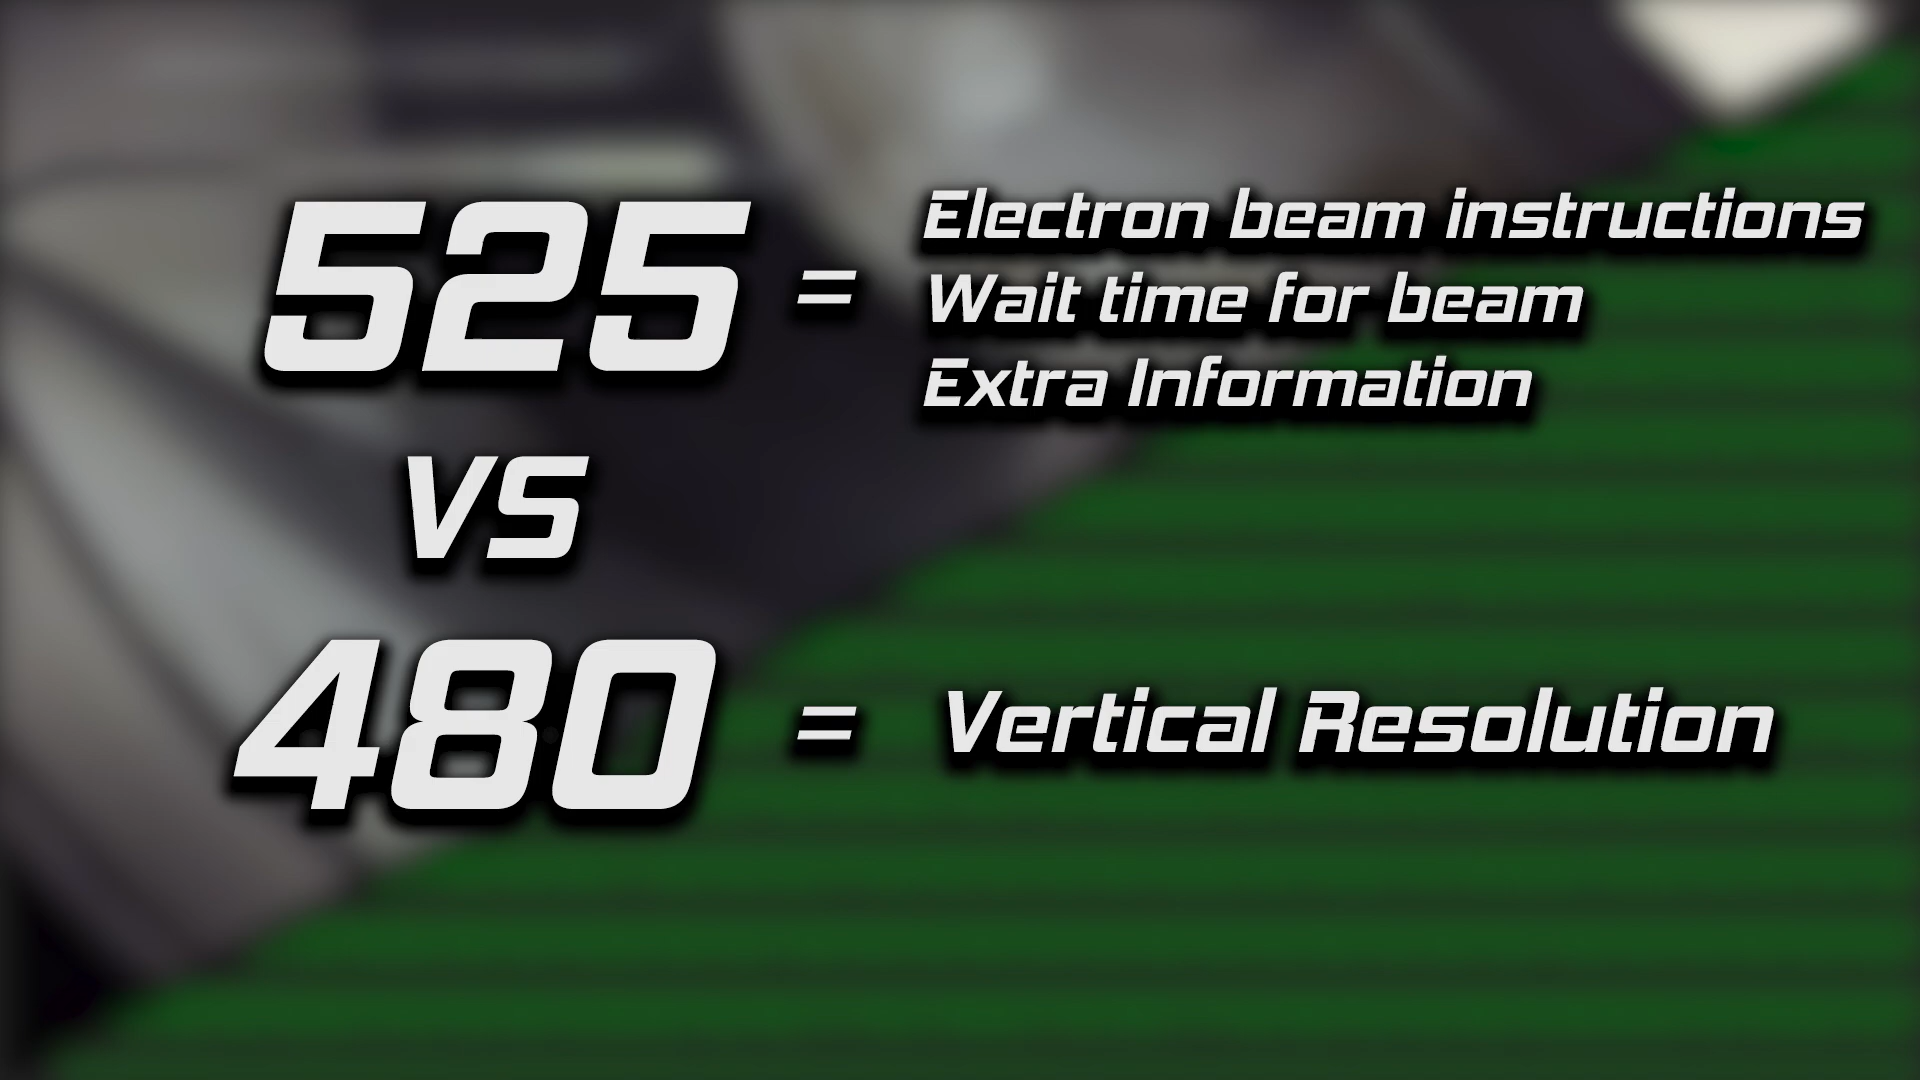 525 = Electron beam instructions
Wait time for beam
Extra Information
VS
480 = Vertical Resolution